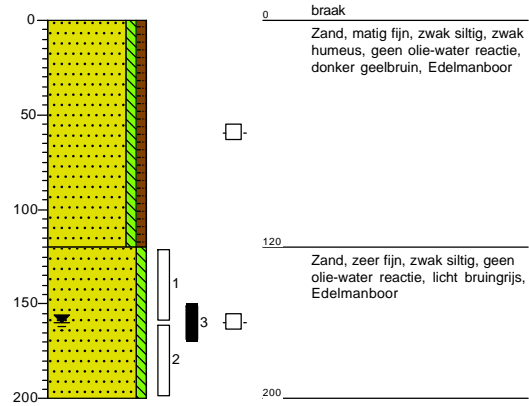 braak
0
0
Zand, matig fijn, zwak siltig, zwak
humeus, geen olie-water reactie,
donker geelbruin, Edelmanboor
50
100
120
Zand, zeer fijn, zwak siltig, geen
olie-water reactie, licht bruingrijs,
Edelmanboor
1
150
3
2
200
200